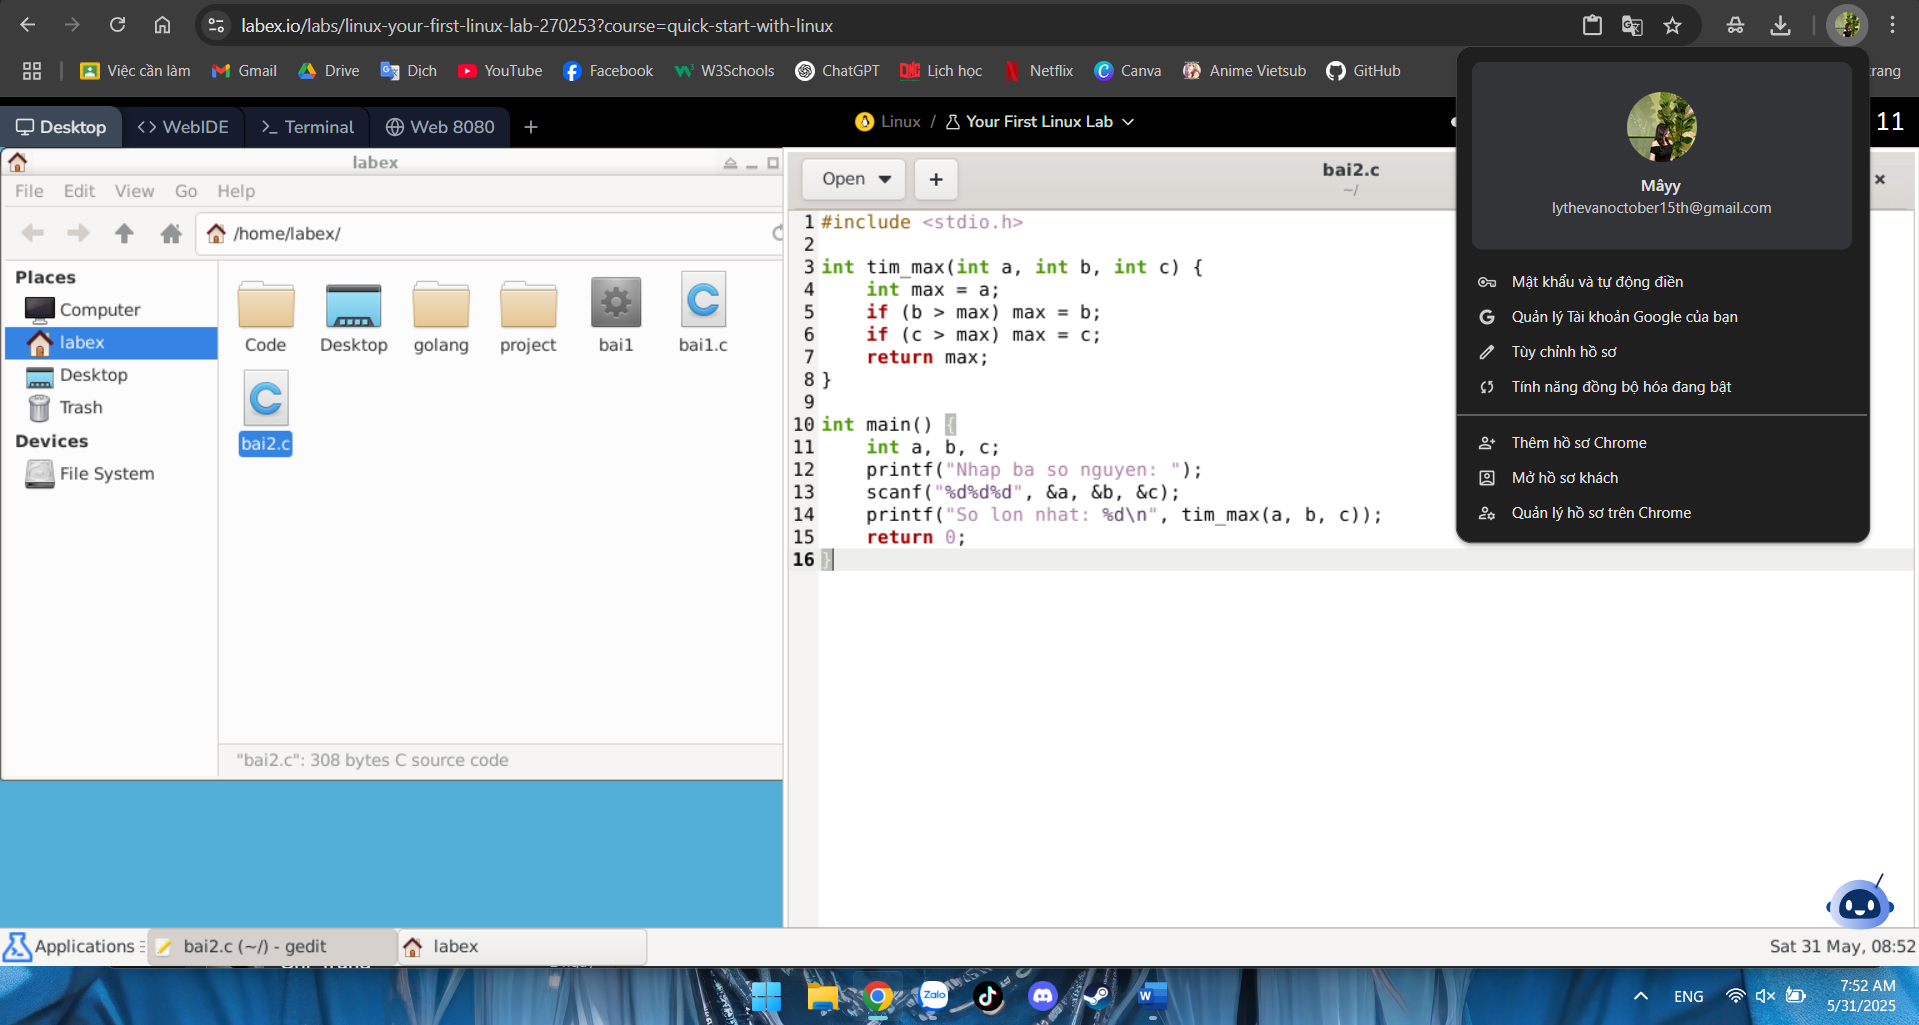 labex.io/labs/linux-your-first-linux-lab-270253?course=quick-start-with-linux
Việc cần làm Gmail Drive Dịch YouTube Facebook W3Schools ChatGPT Lịch học Netflix Canva Anime Vietsub GitHub rang
Desktop WebIDE Terminal Web 8080
Linux / Your First Linux Lab
11
labex
File Edit View Go Help
/home/labex/
Places
Computer
labex
Desktop
Trash
Devices
File System
Code Desktop golang project bai1 bai1.c
bai2.c
"bai2.c": 308 bytes C source code
Open
bai2.c
~/
1 #include <stdio.h>
2
3 int tim_max(int a, int b, int c) {
4     int max = a;
5     if (b > max) max = b;
6     if (c > max) max = c;
7     return max;
8 }
9
10 int main() {
11     int a, b, c;
12     printf("Nhap ba so nguyen: ");
13     scanf("%d%d%d", &a, &b, &c);
14     printf("So lon nhat: %d\n", tim_max(a, b, c));
15     return 0;
16 }
Mâyy
lythevanoctober15th@gmail.com
Mật khẩu và tự động điền
Quản lý Tài khoản Google của bạn
Tùy chỉnh hồ sơ
Tính năng đồng bộ hóa đang bật
Thêm hồ sơ Chrome
Mở hồ sơ khách
Quản lý hồ sơ trên Chrome
Applications bai2.c (~/) - gedit labex
Sat 31 May, 08:52
Zalo
ENG
7:52 AM
5/31/2025